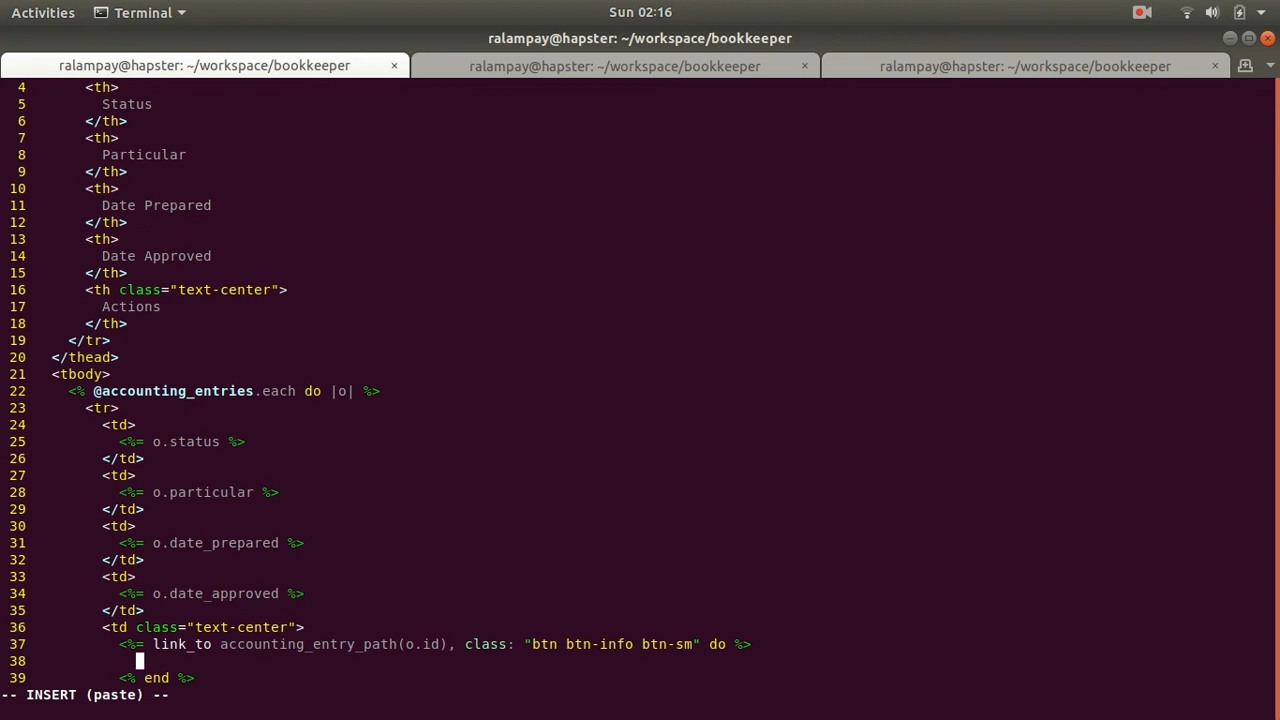 Activities Terminal Sun 02:16
ralampay@hapster: ~/workspace/bookkeeper
ralampay@hapster: ~/workspace/bookkeeper × ralampay@hapster: ~/workspace/bookkeeper × ralampay@hapster: ~/workspace/bookkeeper ×
4 <th>
5 Status
6 </th>
7 <th>
8 Particular
9 </th>
10 <th>
11 Date Prepared
12 </th>
13 <th>
14 Date Approved
15 </th>
16 <th class="text-center">
17 Actions
18 </th>
19 </tr>
20 </thead>
21 <tbody>
22 <% @accounting_entries.each do |o| %>
23 <tr>
24 <td>
25 <%= o.status %>
26 </td>
27 <td>
28 <%= o.particular %>
29 </td>
30 <td>
31 <%= o.date_prepared %>
32 </td>
33 <td>
34 <%= o.date_approved %>
35 </td>
36 <td class="text-center">
37 <%= link_to accounting_entry_path(o.id), class: "btn btn-info btn-sm" do %>
38
39 <% end %>
-- INSERT (paste) --